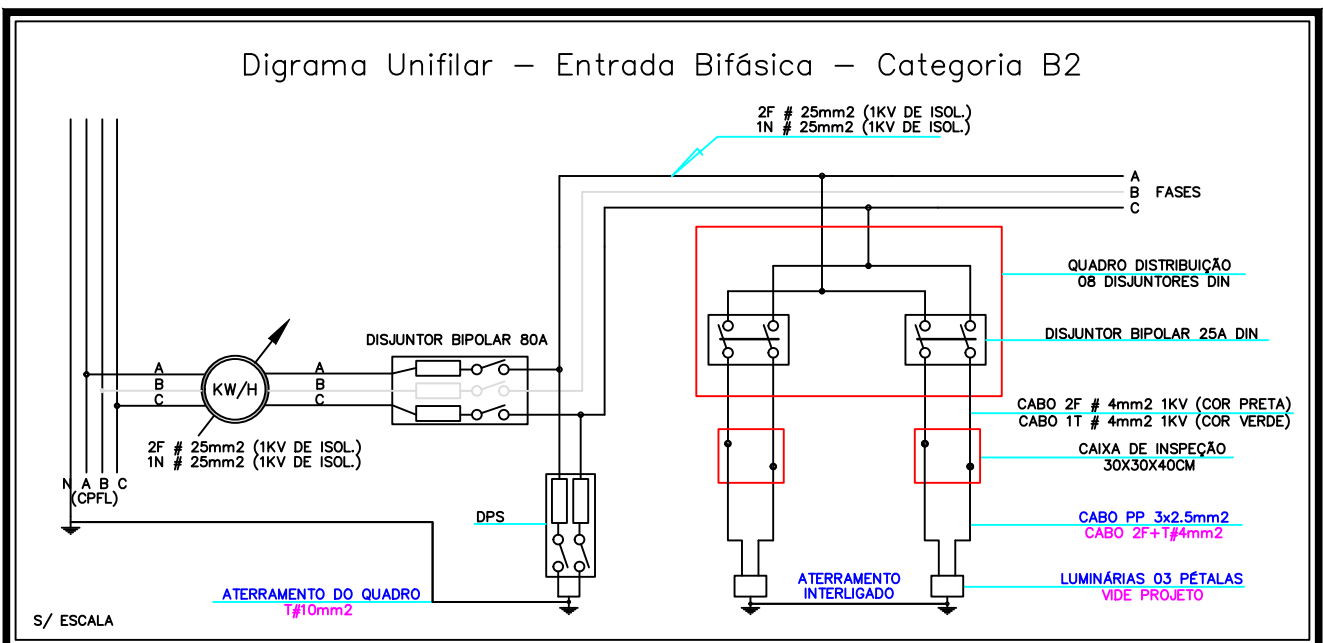 Digrama Unifilar – Entrada Bifásica – Categoria B2
2F # 25mm2 (1KV DE ISOL.)
1N # 25mm2 (1KV DE ISOL.)
A
B FASES
C
QUADRO DISTRIBUIÇÃO
08 DISJUNTORES DIN
DISJUNTOR BIPOLAR 80A
DISJUNTOR BIPOLAR 25A DIN
A
B
C
KW/H
A
B
C
CABO 2F # 4mm2 1KV (COR PRETA)
CABO 1T # 4mm2 1KV (COR VERDE)
2F # 25mm2 (1KV DE ISOL.)
1N # 25mm2 (1KV DE ISOL.)
CAIXA DE INSPEÇÃO
30X30X40CM
N A B C
(CPFL)
DPS
CABO PP 3x2.5mm2
CABO 2F+T#4mm2
ATERRAMENTO DO QUADRO
T#10mm2
ATERRAMENTO
INTERLIGADO
LUMINÁRIAS 03 PÉTALAS
VIDE PROJETO
S/ ESCALA